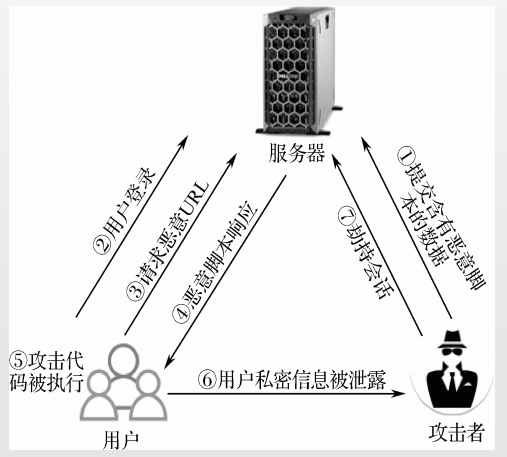 服务器
①提交含有恶意脚
本的数据
②用户登录
③请求恶意URL
④恶意脚本响应
⑤攻击代
码被执行
⑥用户私密信息被泄露
⑦劫持会话
用户
攻击者